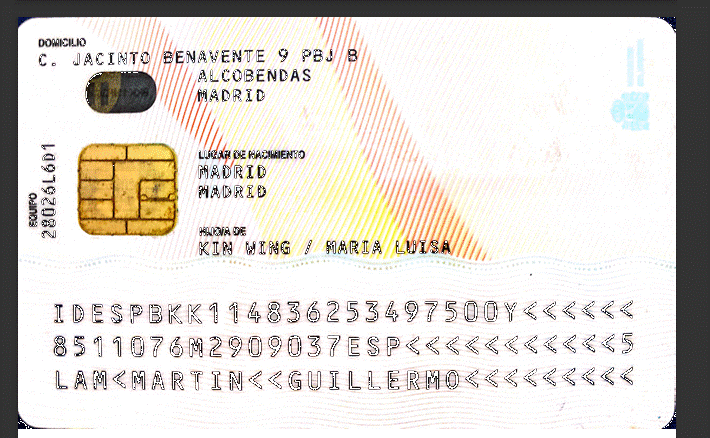 DOMICILIO
C. JACINTO BENAVENTE 9 PBJ B
ALCOBENDAS
MADRID
LUGAR DE NACIMIENTO
MADRID
MADRID
EQUIPO
28026L6D1
HIJO/A DE
KIN WING / MARIA LUISA
IDESPBKK114836253497500Y<<<<<<
8511076M2909037ESP<<<<<<<<<<<5
LAM<MARTIN<<GUILLERMO<<<<<<<<<